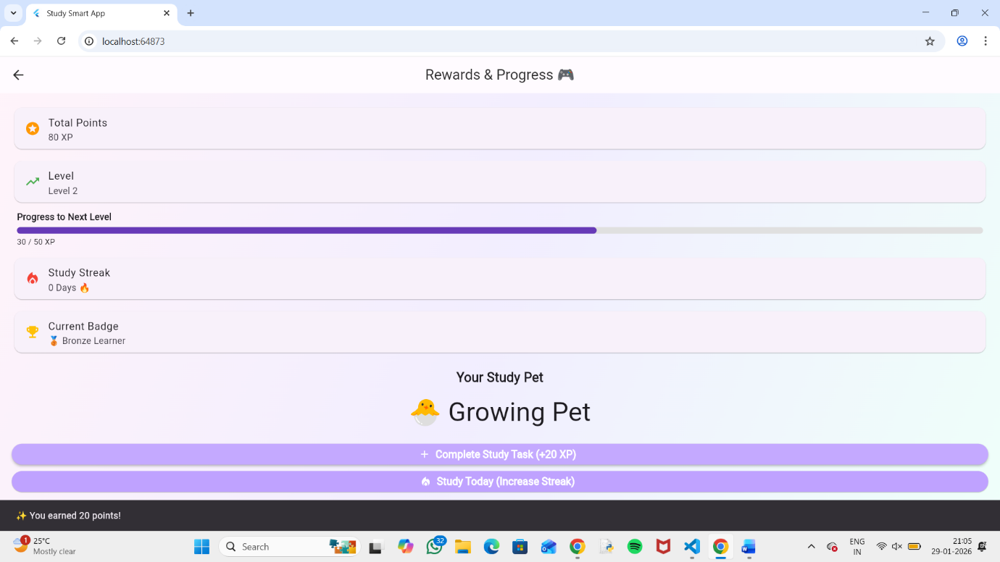 Study Smart App
localhost:64873
Rewards & Progress 🎮
Total Points
80 XP
Level
Level 2
Progress to Next Level
30 / 50 XP
Study Streak
0 Days 🔥
Current Badge
🥉 Bronze Learner
Your Study Pet
🐣 Growing Pet
+ Complete Study Task (+20 XP)
Study Today (Increase Streak)
✨ You earned 20 points!
1
25°C
Mostly clear
Search
32
ENG
IN
21:05
29-01-2026